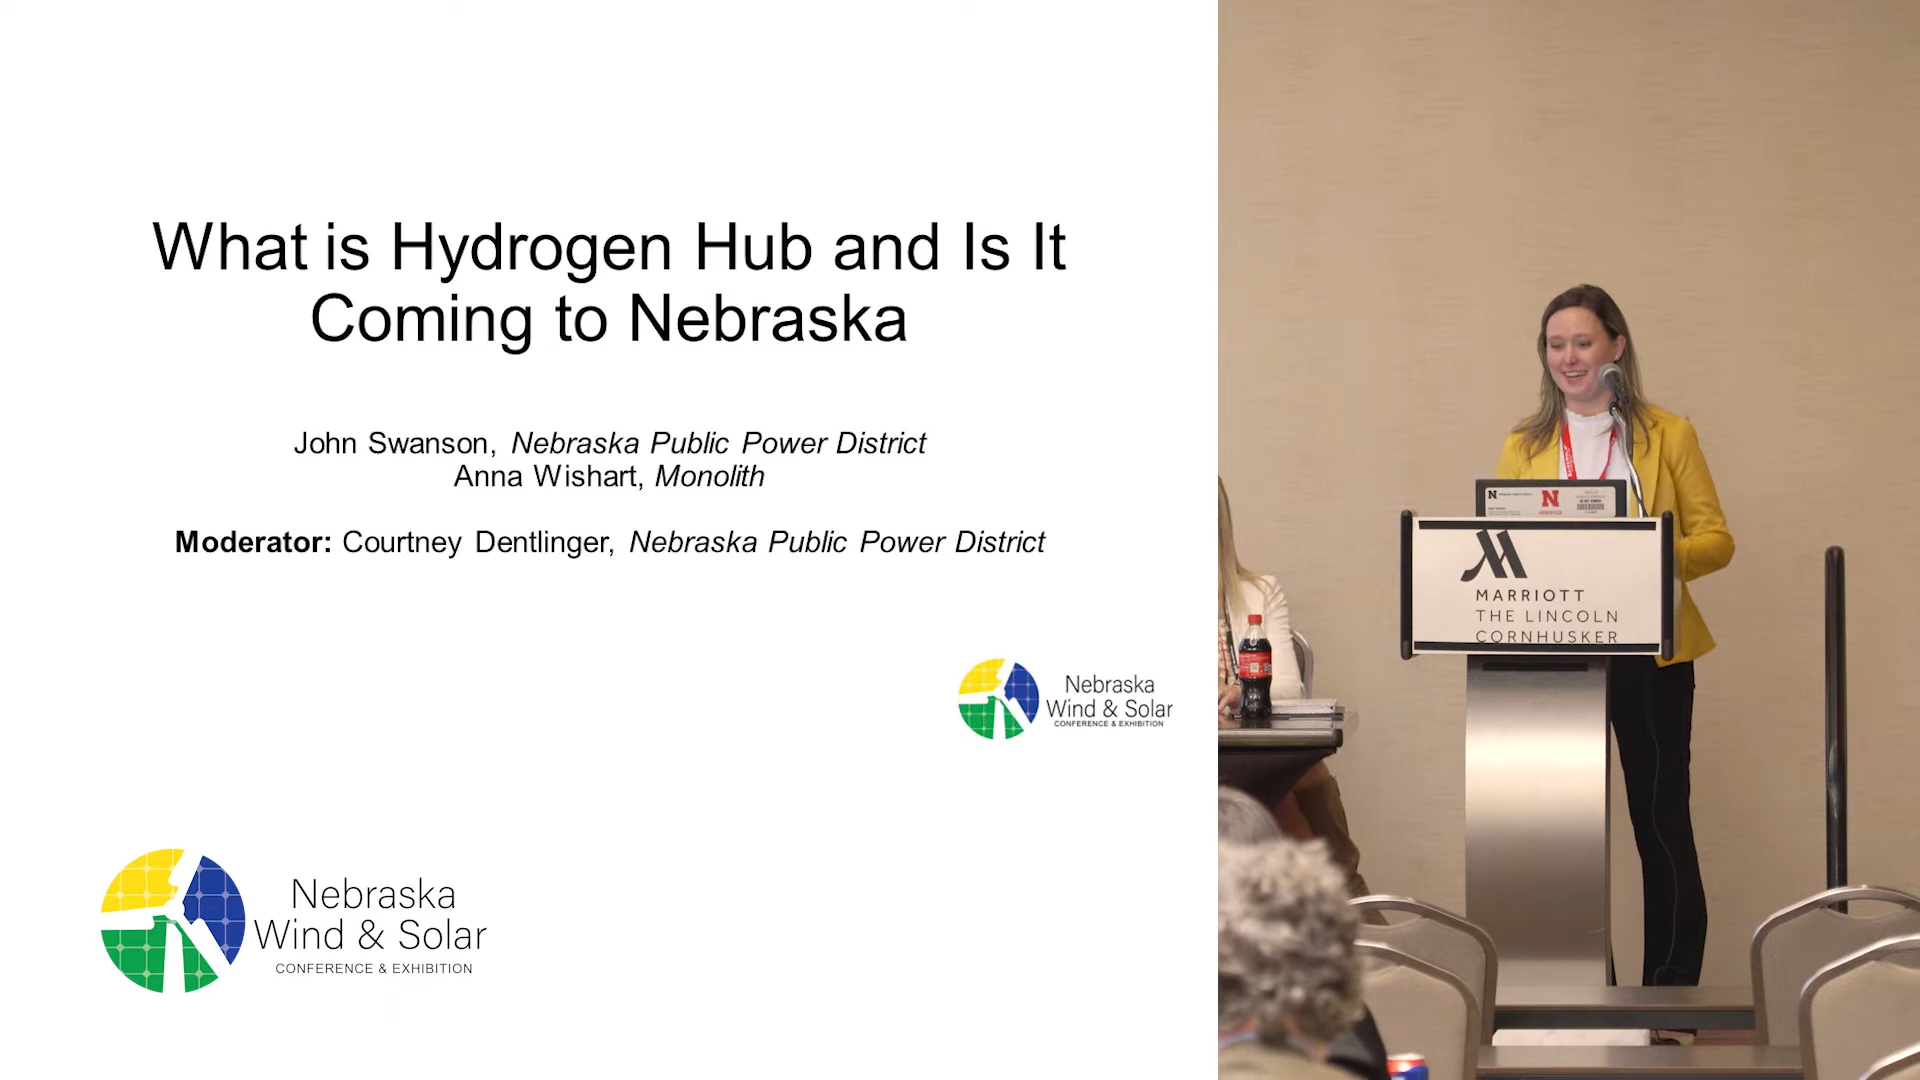 What is Hydrogen Hub and Is It
Coming to Nebraska
John Swanson, Nebraska Public Power District
Anna Wishart, Monolith
Moderator: Courtney Dentlinger, Nebraska Public Power District
Nebraska
Wind & Solar
CONFERENCE & EXHIBITION
Nebraska
Wind & Solar
CONFERENCE & EXHIBITION
N
N
MARRIOTT
THE LINCOLN
CORNHUSKER